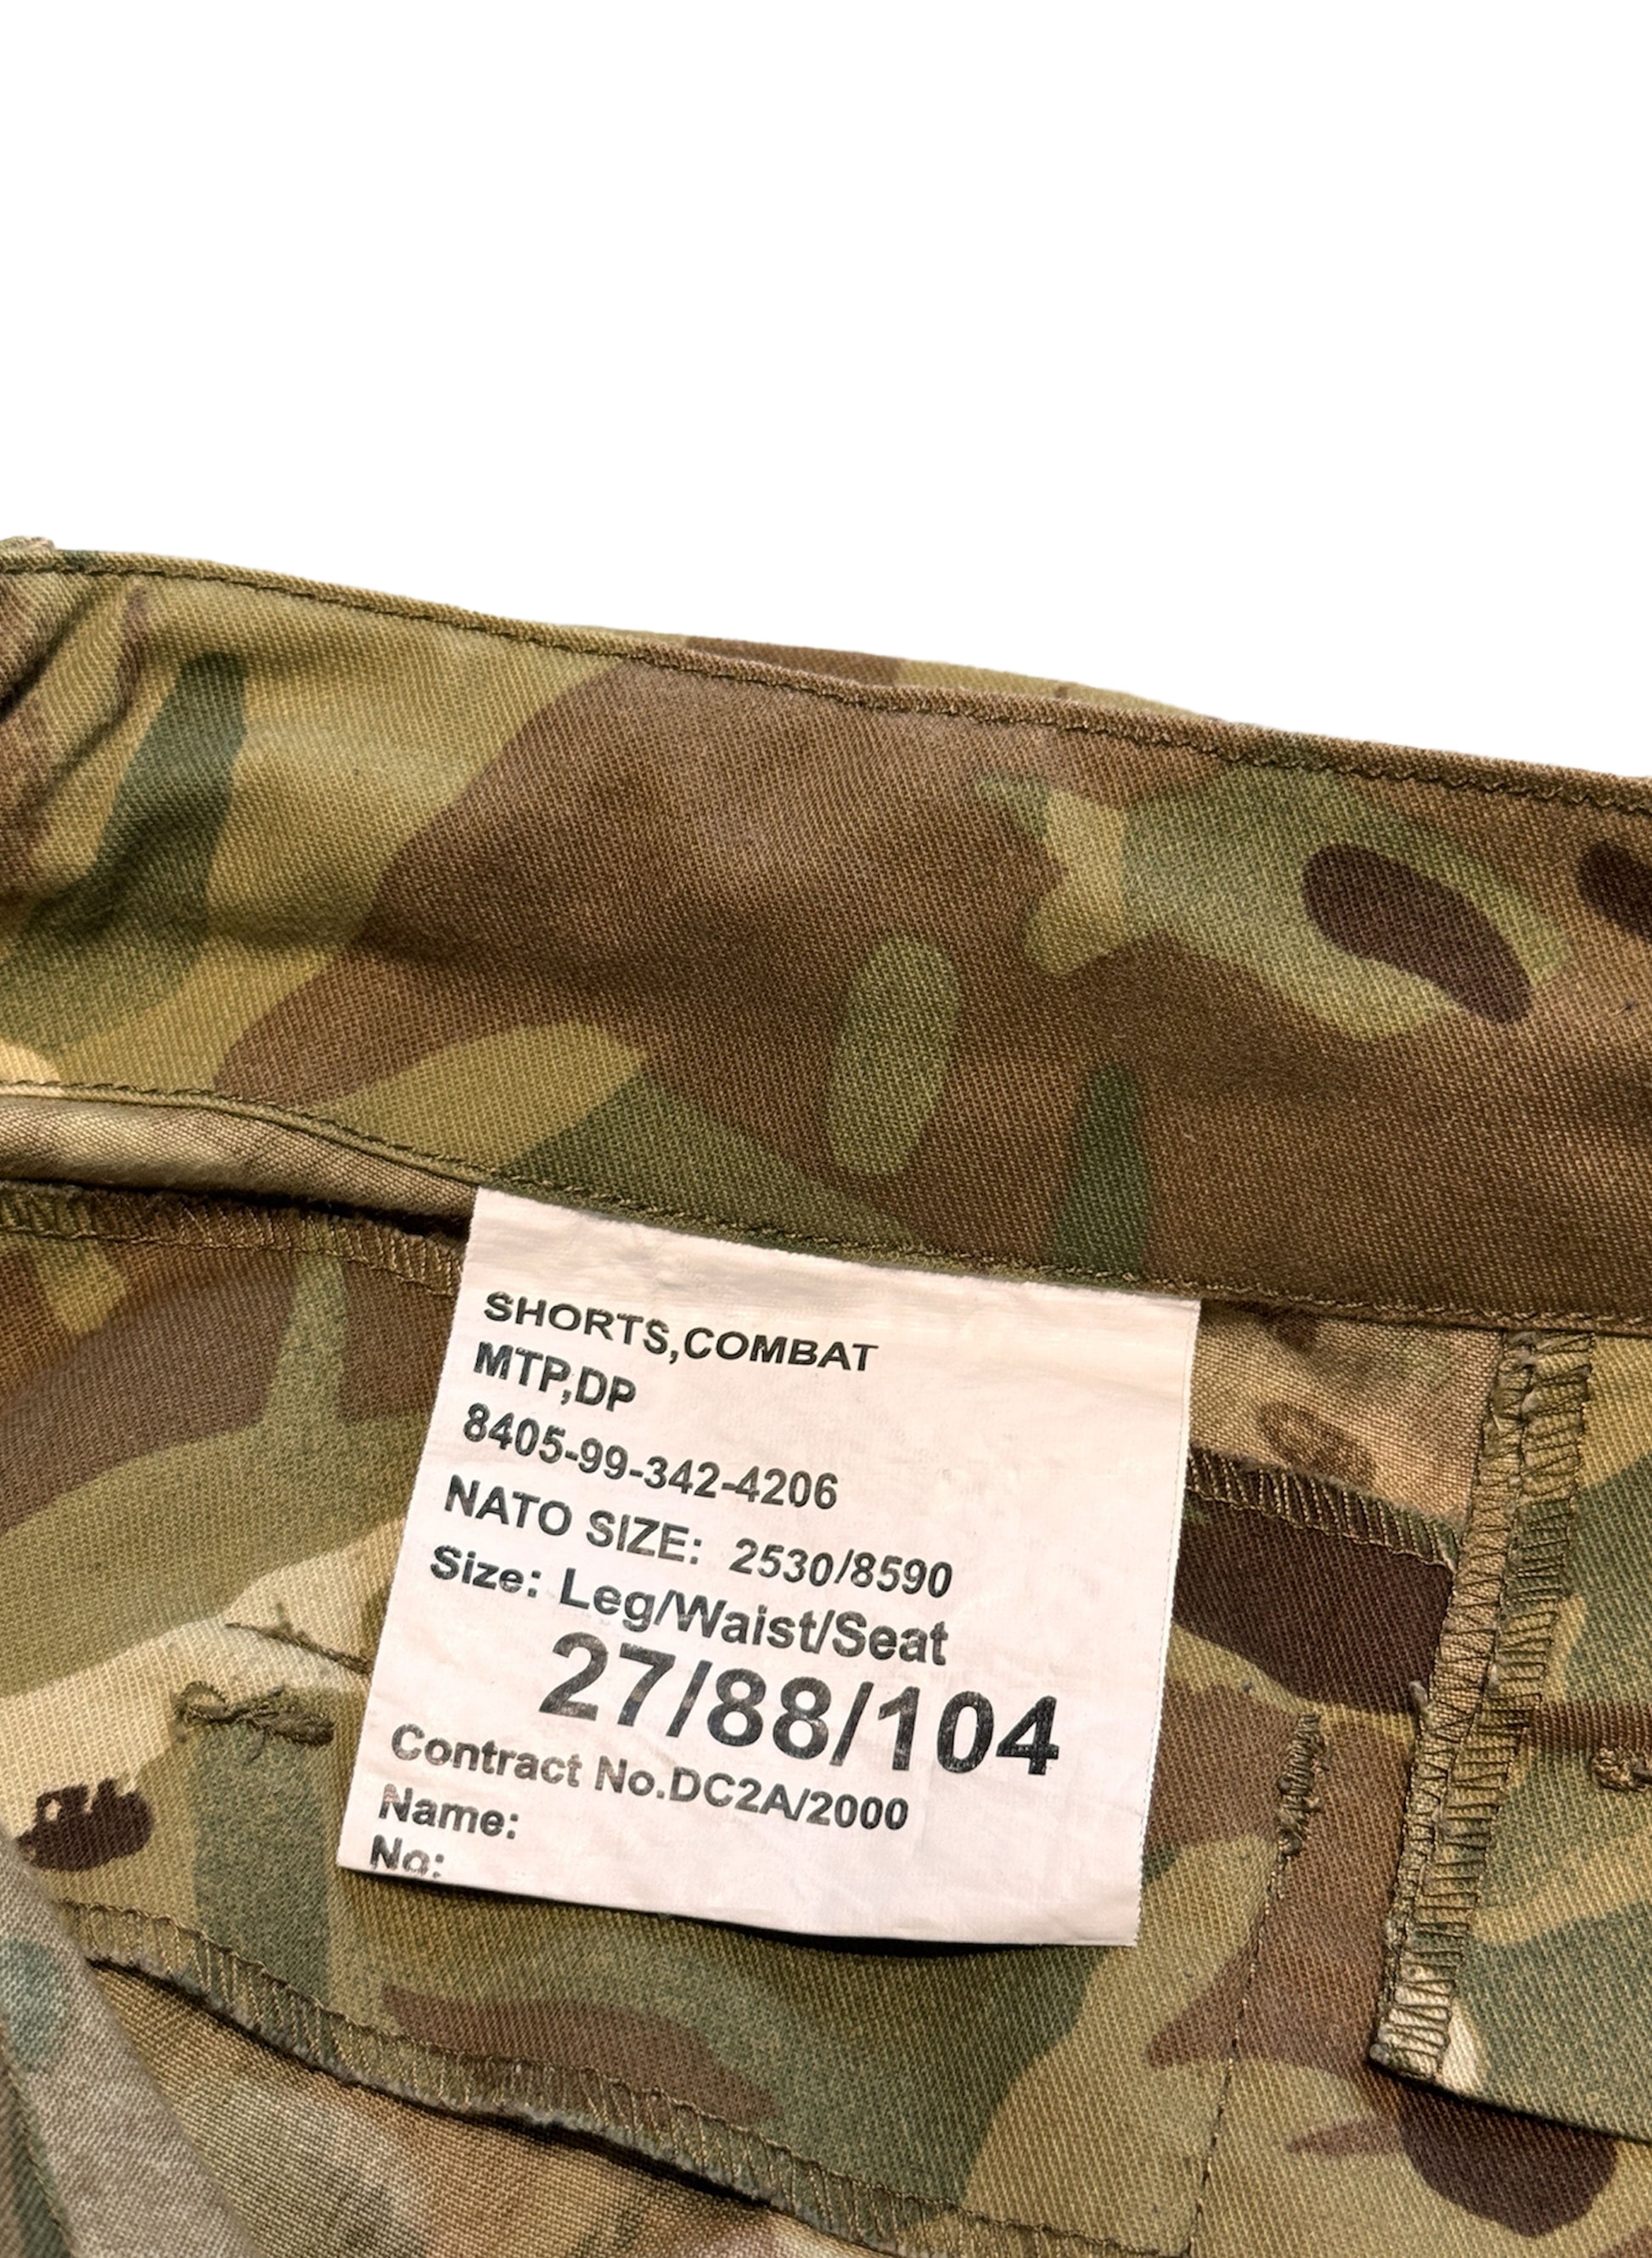 SHORTS,COMBAT
MTP,DP
8405-99-342-4206
NATO SIZE: 2530/8590
Size: Leg/Waist/Seat
27/88/104
Contract No.DC2A/2000
Name:
No: